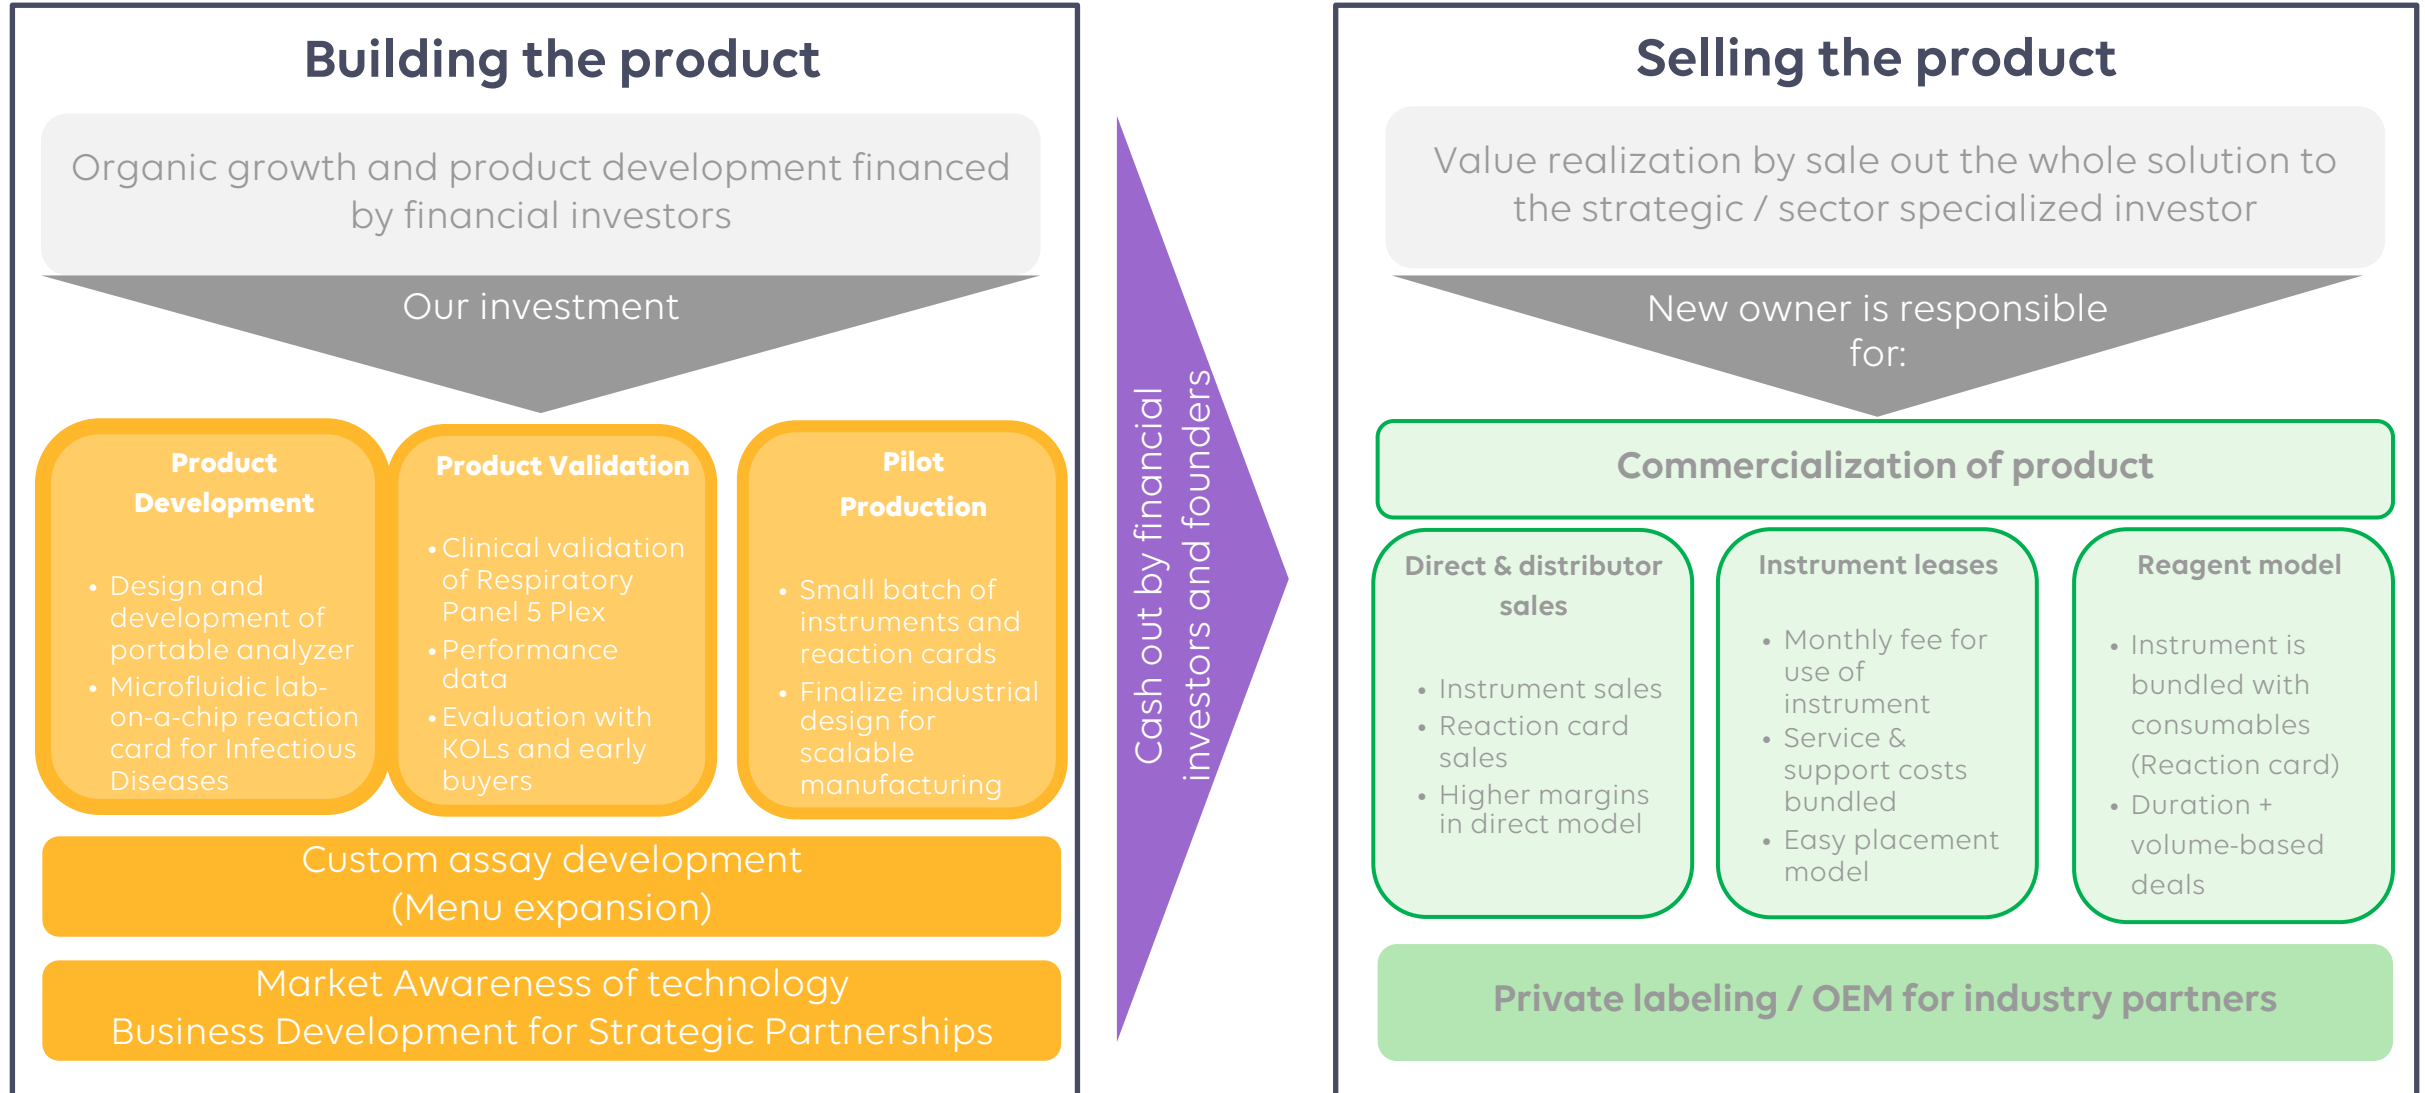 Building the product
Organic growth and product development financed
by financial investors
Our investment
Product
Development
• Design and
development of
portable analyzer
• Microfluidic lab-
on-a-chip reaction
card for Infectious
Diseases
Product Validation
• Clinical validation
of Respiratory
Panel 5 Plex
• Performance
data
• Evaluation with
KOLs and early
buyers
Pilot
Production
• Small batch of
instruments and
reaction cards
• Finalize industrial
design for
scalable
manufacturing
Custom assay development
(Menu expansion)
Market Awareness of technology
Business Development for Strategic Partnerships
Cash out by financial
investors and founders
Selling the product
Value realization by sale out the whole solution to
the strategic / sector specialized investor
New owner is responsible
for:
Commercialization of product
Direct & distributor
sales
• Instrument sales
• Reaction card
sales
• Higher margins
in direct model
Instrument leases
• Monthly fee for
use of
instrument
• Service &
support costs
bundled
• Easy placement
model
Reagent model
• Instrument is
bundled with
consumables
(Reaction card)
• Duration +
volume-based
deals
Private labeling / OEM for industry partners